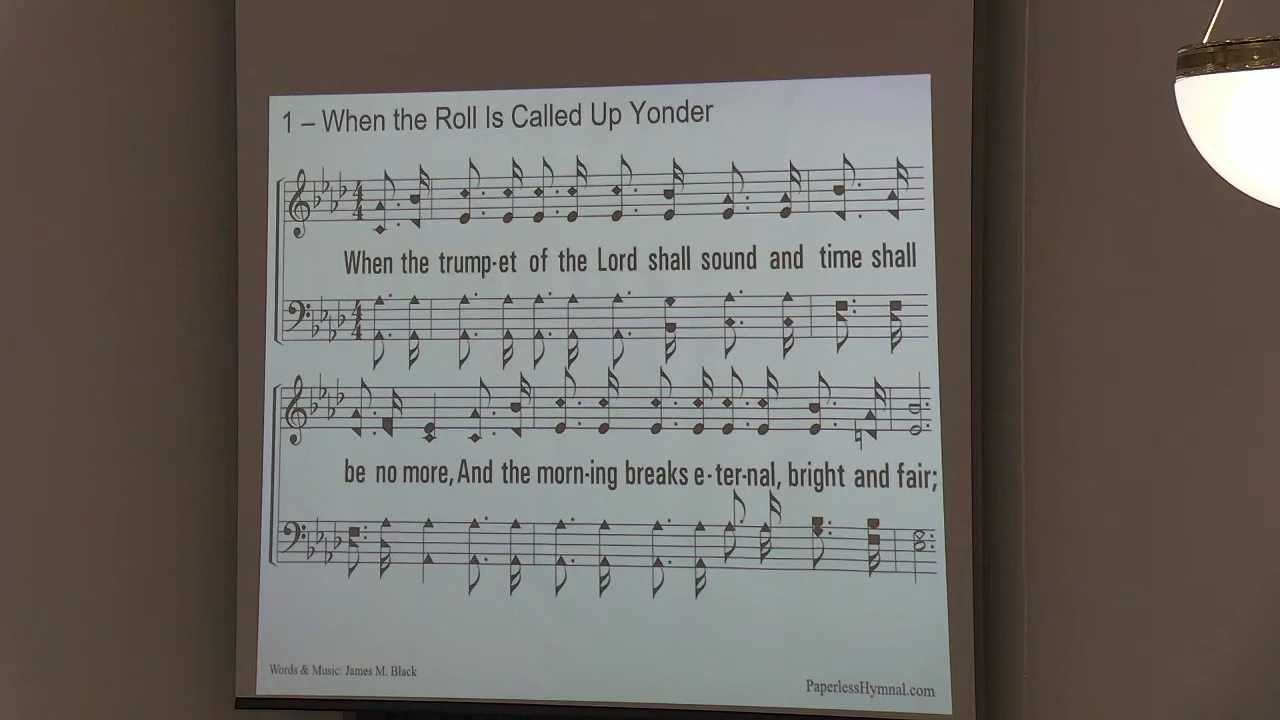 1 – When the Roll Is Called Up Yonder
When the trump-et of the Lord shall sound and time shall
be no more, And the morn-ing breaks e-ter-nal, bright and fair;
Words & Music: James M. Black
PaperlessHymnal.com